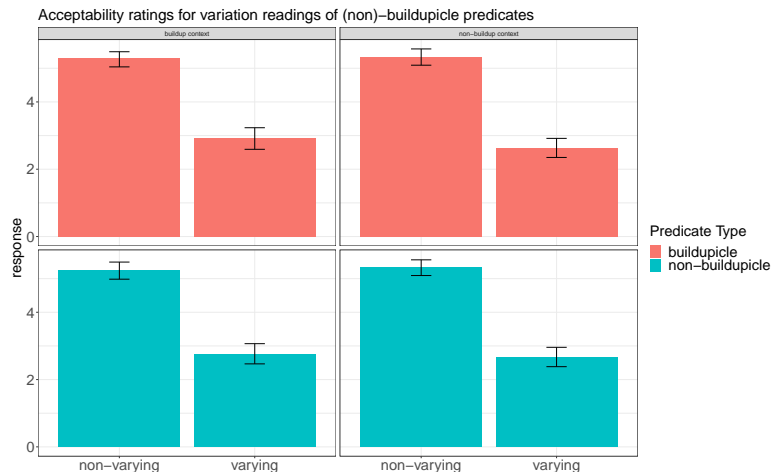 Acceptability ratings for variation readings of (non)−buildupicle predicates
buildup context
non−buildup context
4
2
0
4
2
0
response
non−varying
varying
non−varying
varying
Predicate Type
buildupicle
non−buildupicle